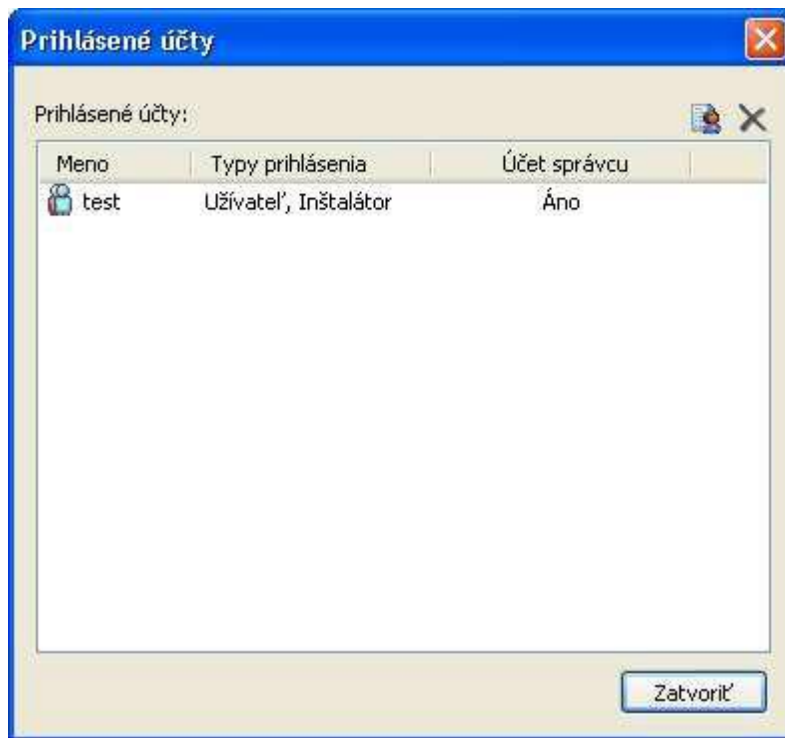 Prihlásené účty
Prihlásené účty:
Meno Typy prihlásenia Účet správcu
test Užívateľ, Inštalátor Áno
Zatvoriť